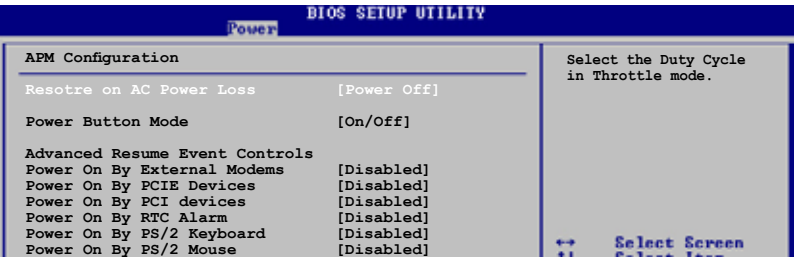 BIOS SETUP UTILITY
Power
APM Configuration
Resotre on AC Power Loss [Power Off]
Power Button Mode [On/Off]
Advanced Resume Event Controls
Power On By External Modems [Disabled]
Power On By PCIE Devices [Disabled]
Power On By PCI devices [Disabled]
Power On By RTC Alarm [Disabled]
Power On By PS/2 Keyboard [Disabled]
Power On By PS/2 Mouse [Disabled]
Select the Duty Cycle
in Throttle mode.
↔ Select Screen
↑↓ Select Item